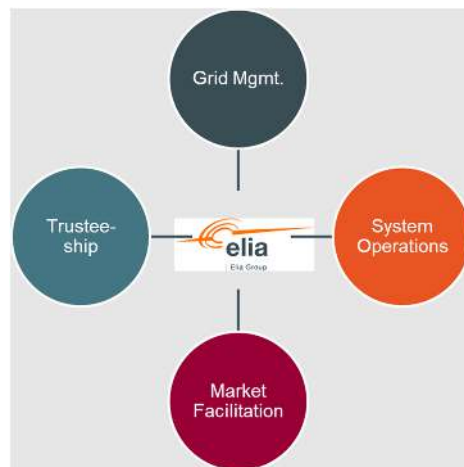 Grid Mgmt.
Trustee-
ship
elia
Elia Group
System
Operations
Market
Facilitation